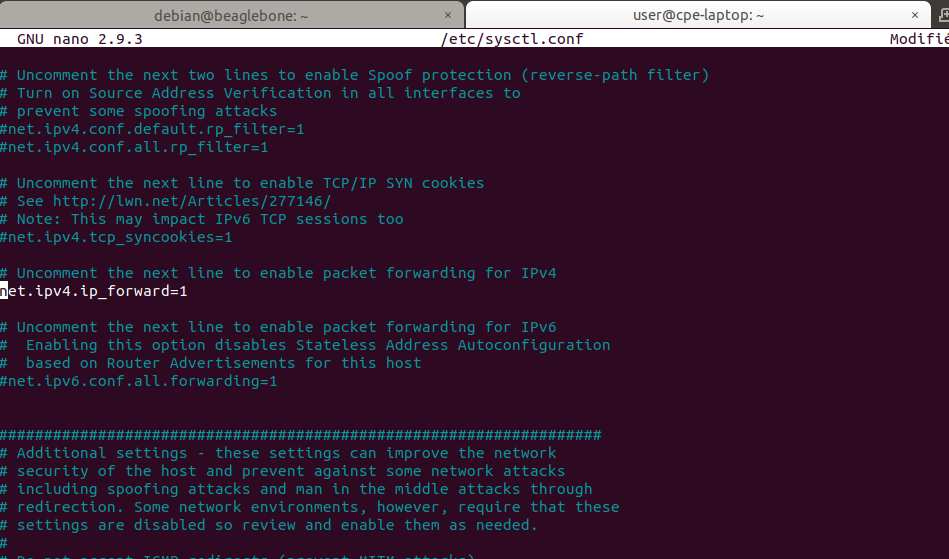 debian@beaglebone: ~ × user@cpe-laptop: ~ ×
GNU nano 2.9.3 /etc/sysctl.conf Modifié
# Uncomment the next two lines to enable Spoof protection (reverse-path filter)
# Turn on Source Address Verification in all interfaces to
# prevent some spoofing attacks
#net.ipv4.conf.default.rp_filter=1
#net.ipv4.conf.all.rp_filter=1
# Uncomment the next line to enable TCP/IP SYN cookies
# See http://lwn.net/Articles/277146/
# Note: This may impact IPv6 TCP sessions too
#net.ipv4.tcp_syncookies=1
# Uncomment the next line to enable packet forwarding for IPv4
net.ipv4.ip_forward=1
# Uncomment the next line to enable packet forwarding for IPv6
#  Enabling this option disables Stateless Address Autoconfiguration
#  based on Router Advertisements for this host
#net.ipv6.conf.all.forwarding=1
###################################################################
# Additional settings - these settings can improve the network
# security of the host and prevent against some network attacks
# including spoofing attacks and man in the middle attacks through
# redirection. Some network environments, however, require that these
# settings are disabled so review and enable them as needed.
#
# Do not accept ICMP redirects (prevent MITM attacks)